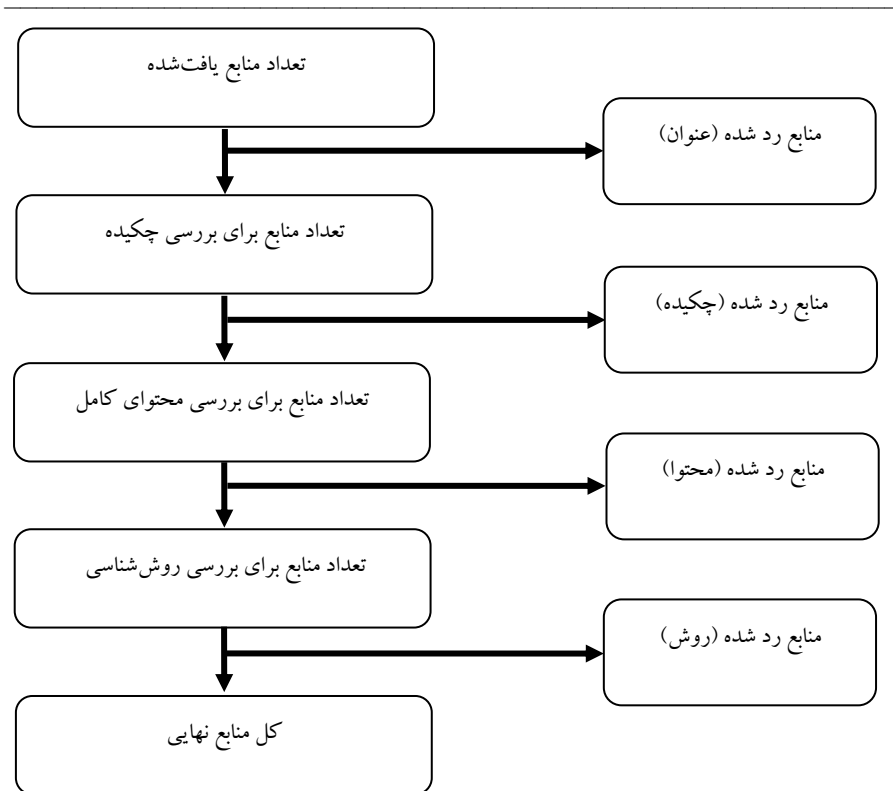 تعداد منابع یافت‌شده
منابع رد شده (عنوان)
تعداد منابع برای بررسی چکیده
منابع رد شده (چکیده)
تعداد منابع برای بررسی محتوای کامل
منابع رد شده (محتوا)
تعداد منابع برای بررسی روش‌شناسی
منابع رد شده (روش)
کل منابع نهایی